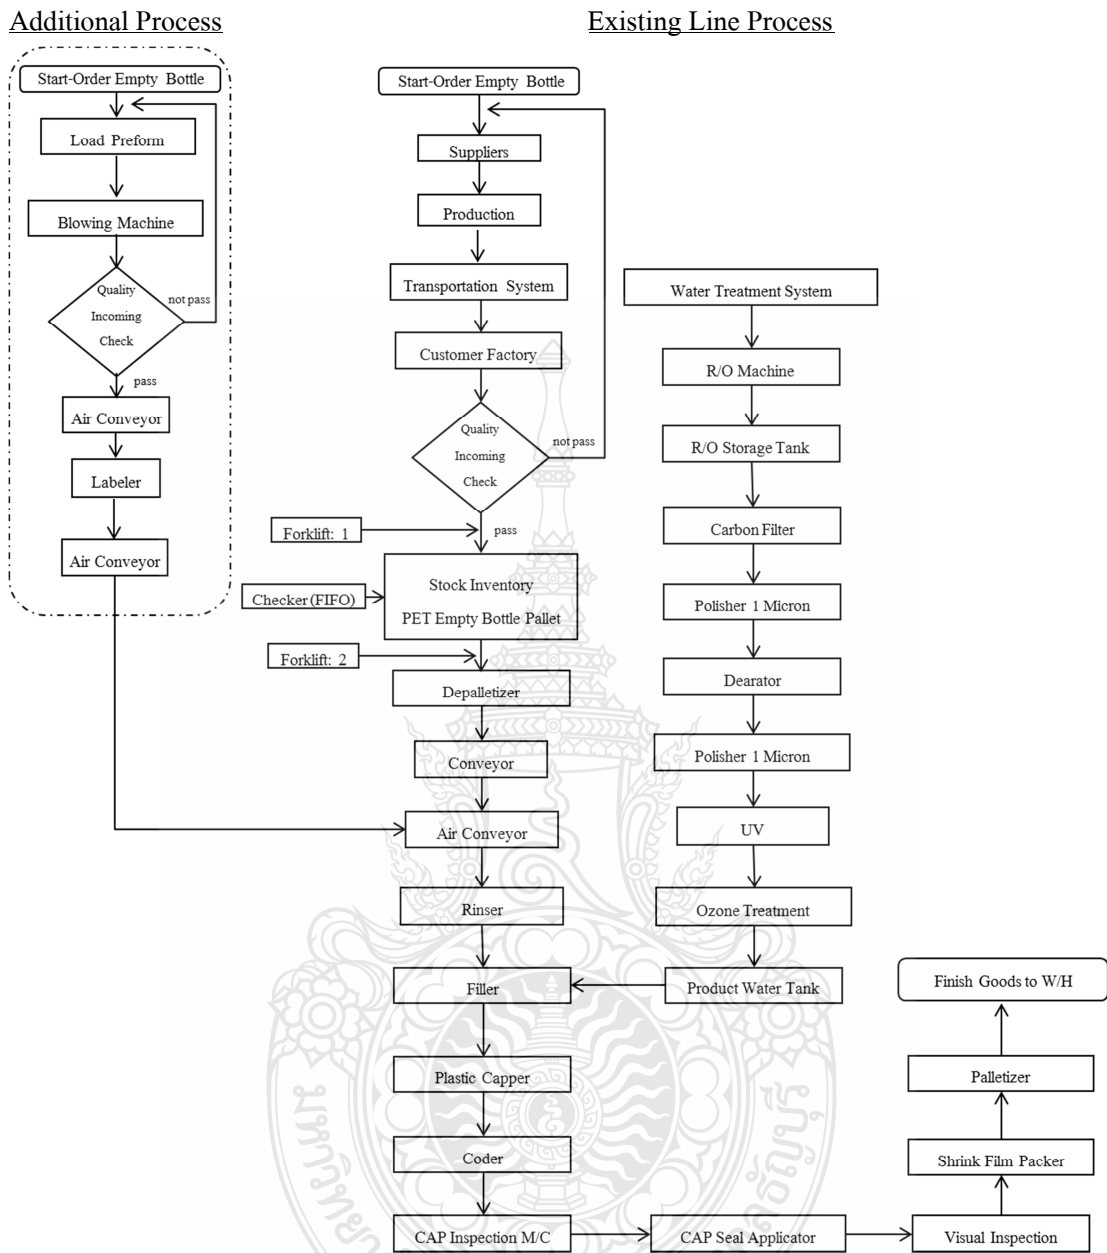 Additional Process
Existing Line Process
Start-Order Empty Bottle
Load Preform
Blowing Machine
Quality
Incoming
Check
not pass
pass
Air Conveyor
Labeler
Air Conveyor
Start-Order Empty Bottle
Suppliers
Production
Transportation System
Customer Factory
Quality
Incoming
Check
not pass
pass
Forklift: 1
Stock Inventory
PET Empty Bottle Pallet
Checker (FIFO)
Forklift: 2
Depalletizer
Conveyor
Air Conveyor
Rinser
Filler
Plastic Capper
Coder
CAP Inspection M/C
Water Treatment System
R/O Machine
R/O Storage Tank
Carbon Filter
Polisher 1 Micron
Dearator
Polisher 1 Micron
UV
Ozone Treatment
Product Water Tank
CAP Seal Applicator
Visual Inspection
Shrink Film Packer
Palletizer
Finish Goods to W/H